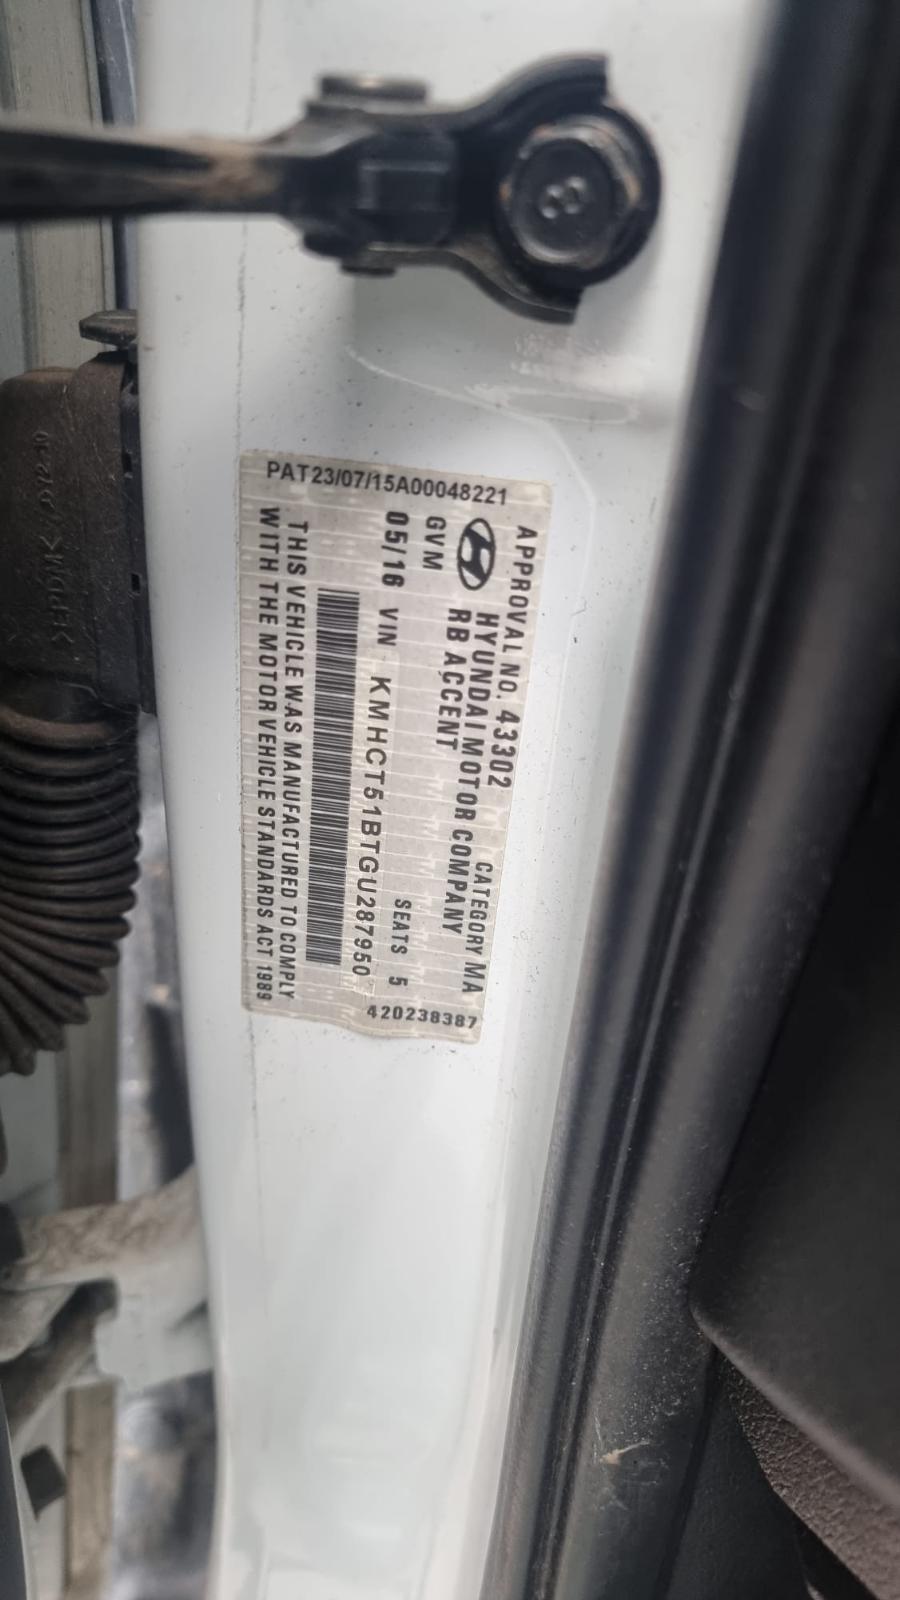 PAT23/07/15A00048221
APPROVAL NO. 43302
CATEGORY MA
HYUNDAI MOTOR COMPANY
RB ACCENT
GVM
SEATS 5
05/16 VIN KMHCT51BTGU287950
THIS VEHICLE WAS MANUFACTURED TO COMPLY
WITH THE MOTOR VEHICLE STANDARDS ACT 1989
420238387
8